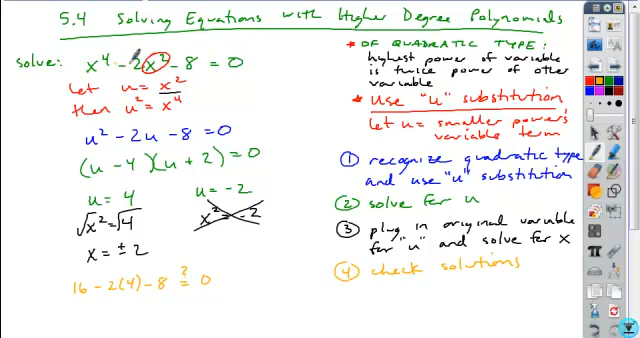 5.4 Solving Equations with Higher Degree Polynomials
solve: x⁴ - 2x² - 8 = 0
Let u = x²
then u² = x⁴
u² - 2u - 8 = 0
(u - 4)(u + 2) = 0
u = 4 u = -2
√x² = √4 x² = -2
x = ± 2
16 - 2(4) - 8 ?= 0
* OF QUADRATIC TYPE:
highest power of variable
is twice power of other
variable
* Use "u" substitution
let u = smaller power's
variable term
① recognize quadratic type
and use "u" substitution
② solve for u
③ plug in original variable
for "u" and solve for x
④ check solutions